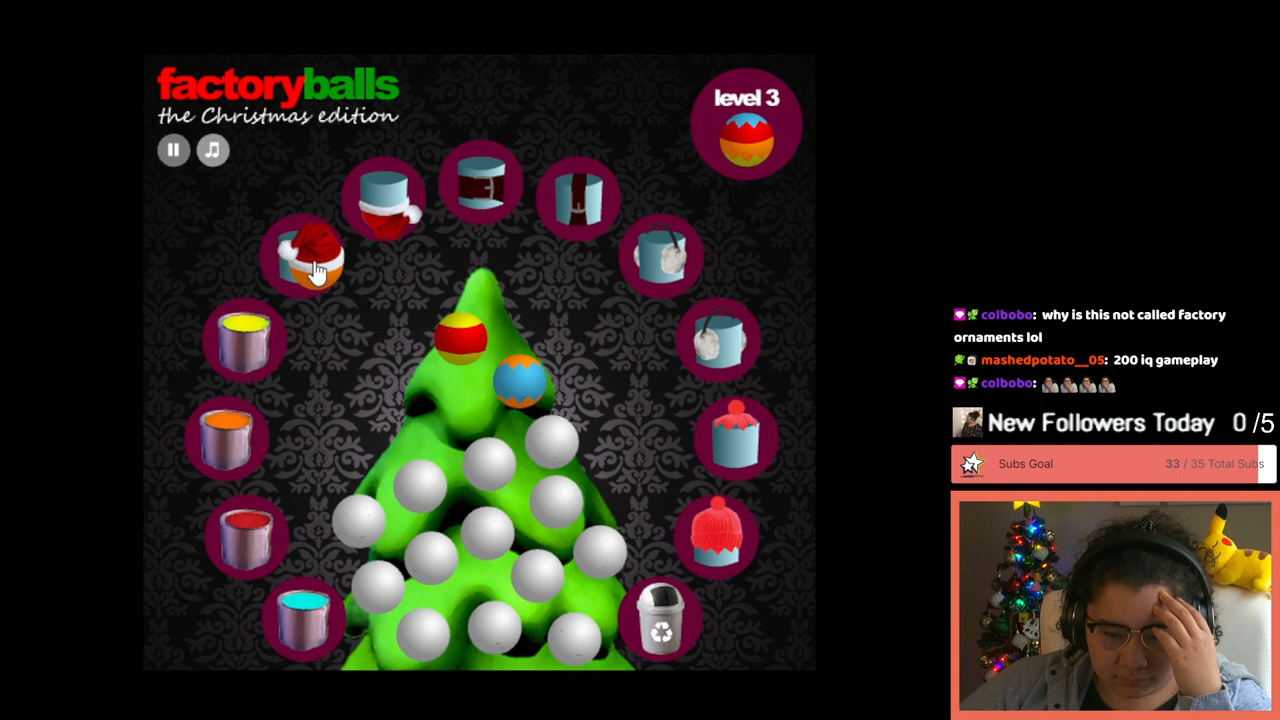 factoryballs
the Christmas edition
level 3
colbobo: why is this not called factory
ornaments lol
mashedpotato__05: 200 iq gameplay
colbobo:
New Followers Today 0 /5
Subs Goal 33 / 35 Total Subs